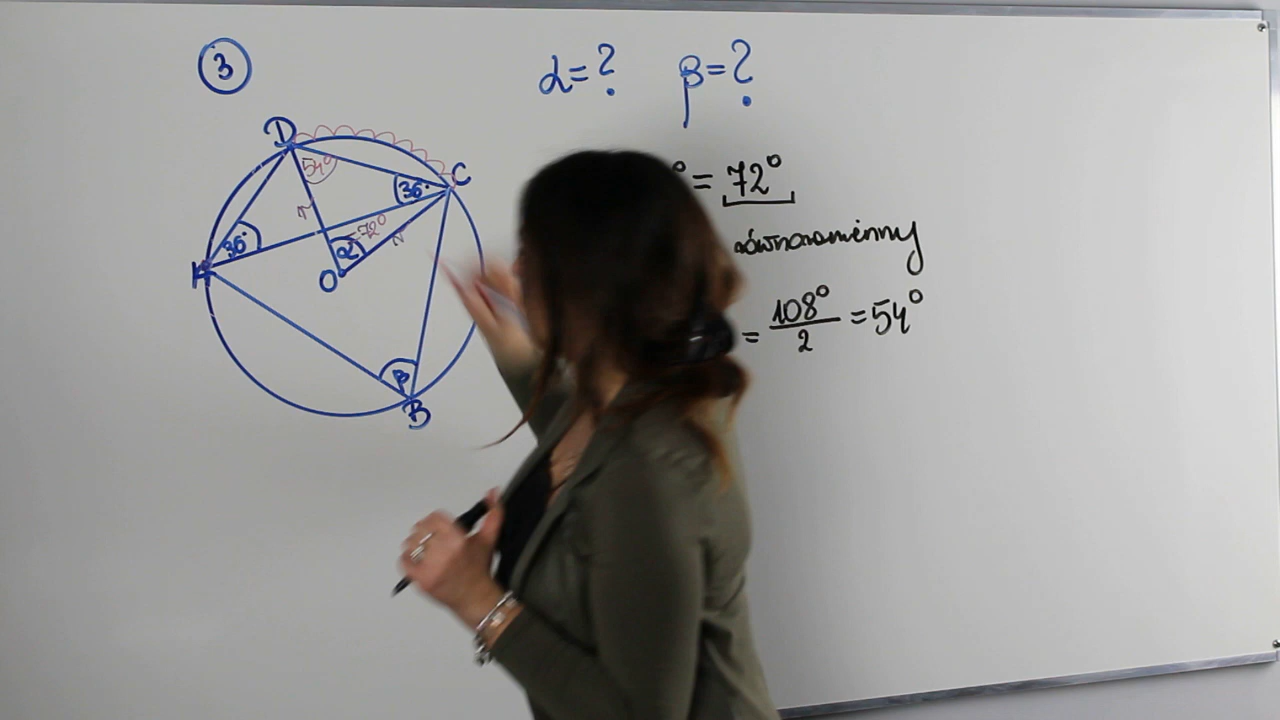 3
α=? β=?
° = 72°
równoramienny
= 108°/2 = 54°
D
54°
C
36°
r
36°
α=72°
r
A
O
β
B